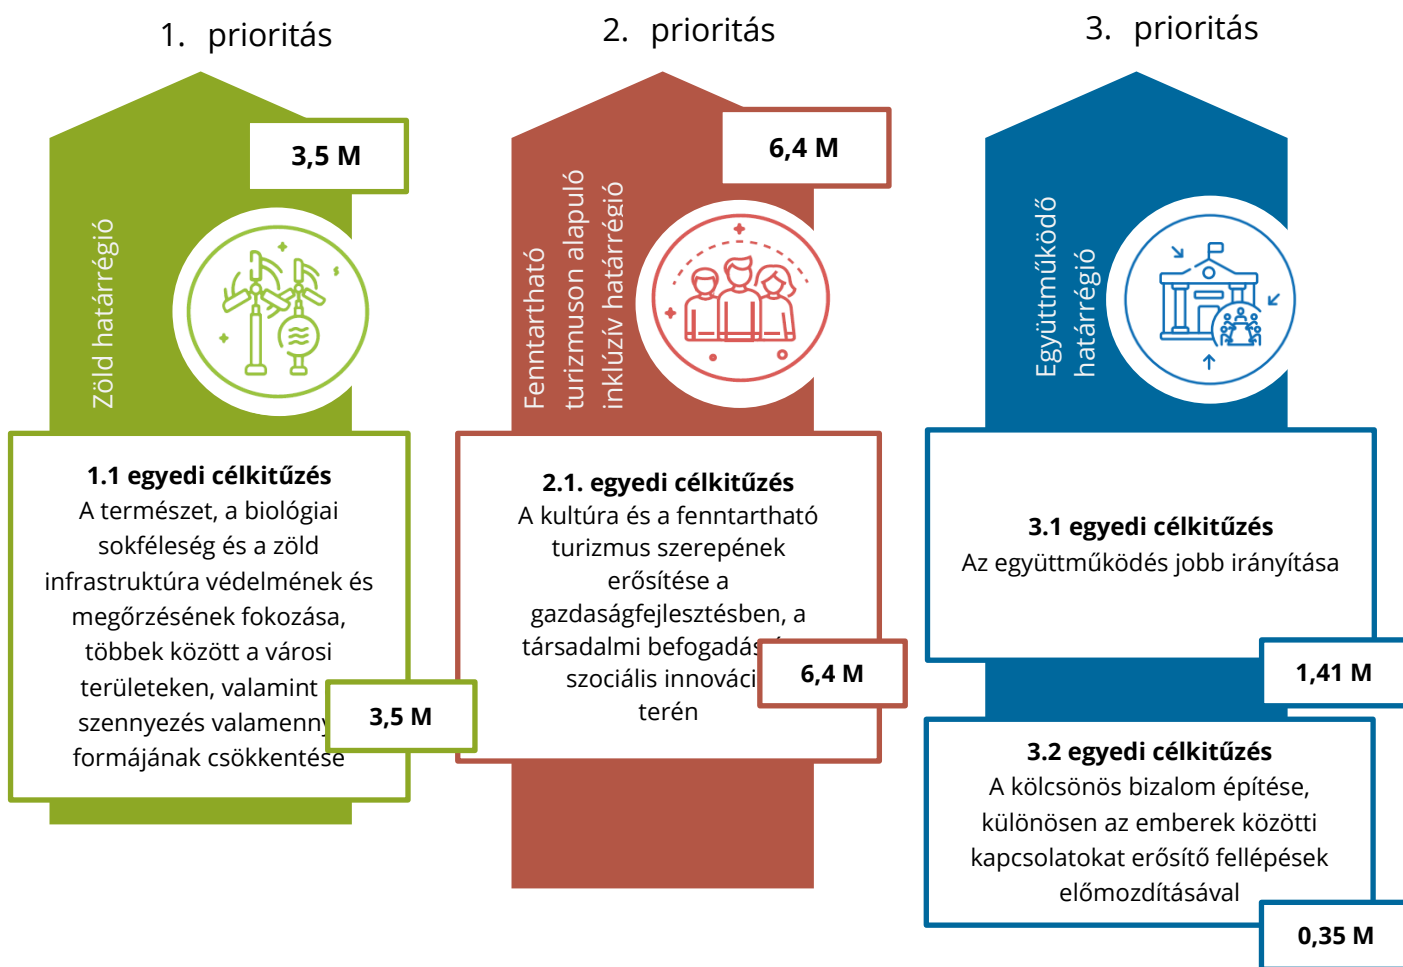 1. prioritás
3,5 M
Zöld határrégió
1.1 egyedi célkitűzés
A természet, a biológiai
sokféleség és a zöld
infrastruktúra védelmének és
megőrzésének fokozása,
többek között a városi
területeken, valamint
szennyezés
formájának csökkentése
3,5 M
2. prioritás
6,4 M
Fenntartható
turizmuson alapuló
inklúzív határrégió
2.1. egyedi célkitűzés
A kultúra és a fenntartható
turizmus szerepének
erősítése a
gazdaságfejlesztésben, a
társadalmi
szociális
terén
6,4 M
3. prioritás
Együttműködő
határrégió
3.1 egyedi célkitűzés
Az együttműködés jobb irányítása
1,41 M
3.2 egyedi célkitűzés
A kölcsönös bizalom építése,
különösen az emberek közötti
kapcsolatokat erősítő fellépések
előmozdításával
0,35 M